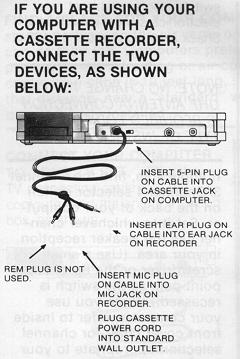 IF YOU ARE USING YOUR
COMPUTER WITH A
CASSETTE RECORDER,
CONNECT THE TWO
DEVICES, AS SHOWN
BELOW:
INSERT 5-PIN PLUG
ON CABLE INTO
CASSETTE JACK
ON COMPUTER.
INSERT EAR PLUG ON
CABLE INTO EAR JACK
ON RECORDER
REM PLUG IS NOT
USED.
INSERT MIC PLUG
ON CABLE INTO
MIC JACK ON
RECORDER.
PLUG CASSETTE
POWER CORD
INTO STANDARD
WALL OUTLET.